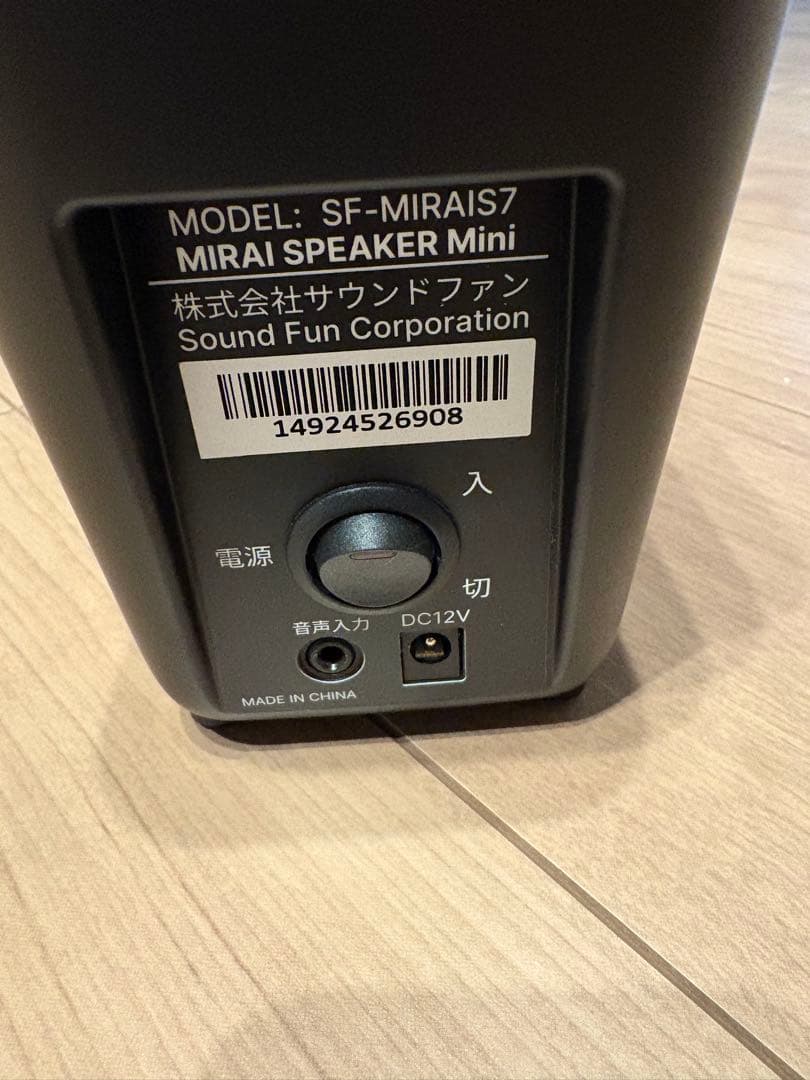 MODEL: SF-MIRAIS7
MIRAI SPEAKER Mini
株式会社サウンドファン
Sound Fun Corporation
14924526908
入
電源
切
音声入力 DC12V
MADE IN CHINA